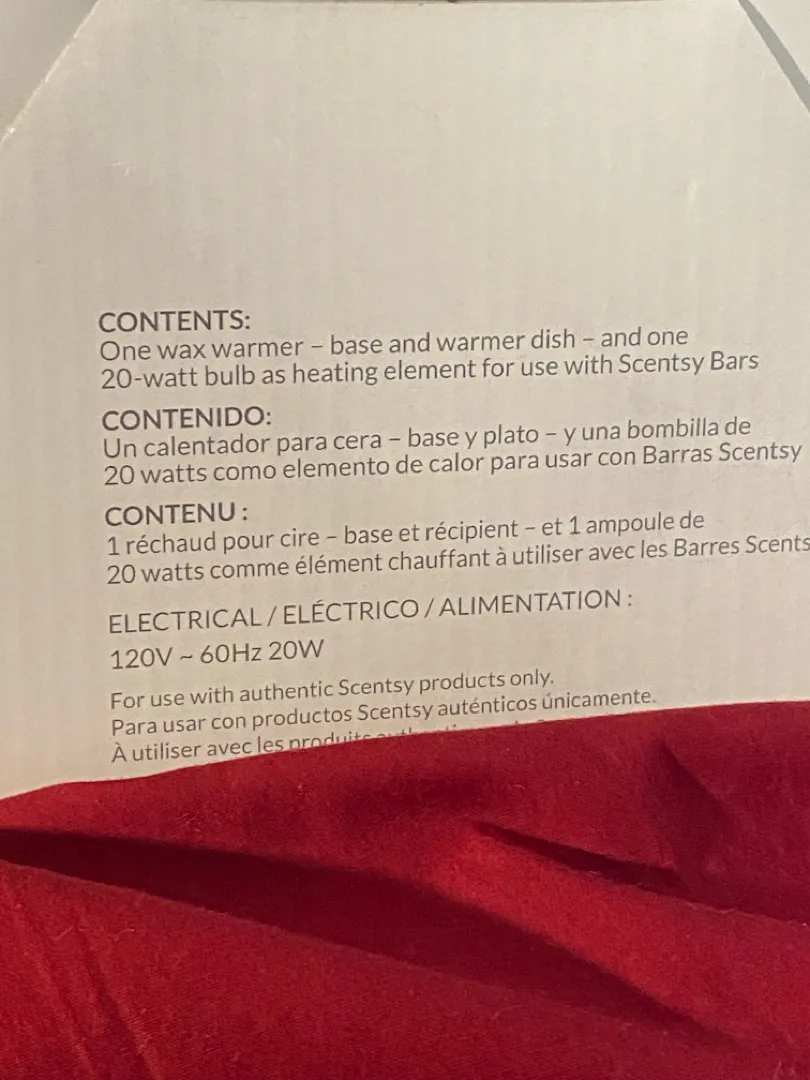 CONTENTS:
One wax warmer – base and warmer dish – and one
20-watt bulb as heating element for use with Scentsy Bars
CONTENIDO:
Un calentador para cera – base y plato – y una bombilla de
20 watts como elemento de calor para usar con Barras Scentsy
CONTENU :
1 réchaud pour cire – base et récipient – et 1 ampoule de
20 watts comme élément chauffant à utiliser avec les Barres Scents
ELECTRICAL / ELÉCTRICO / ALIMENTATION :
120V ~ 60Hz 20W
For use with authentic Scentsy products only.
Para usar con productos Scentsy auténticos únicamente.
À utiliser avec les produits